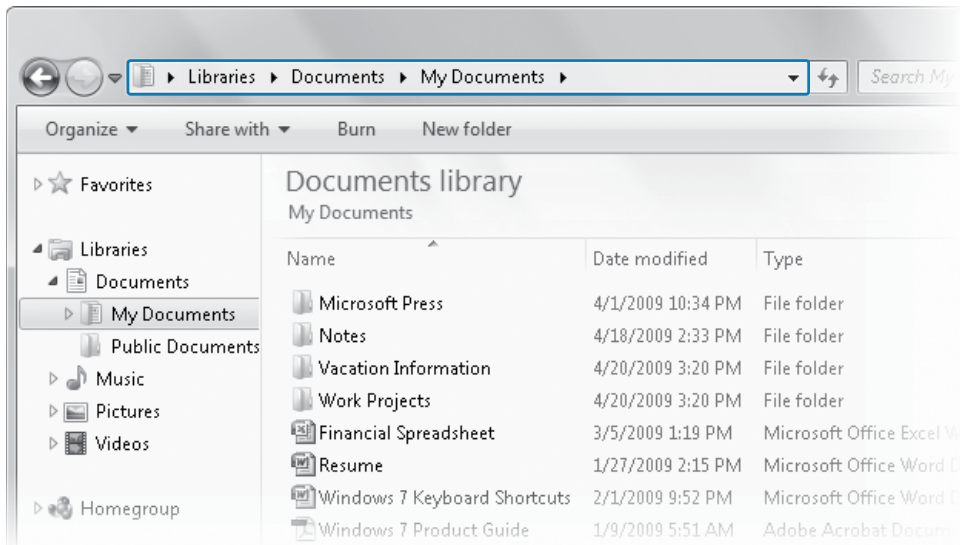 Libraries Documents My Documents Search My
Organize Share with Burn New folder
Favorites
Libraries
Documents
My Documents
Public Documents
Music
Pictures
Videos
Homegroup
Documents library
My Documents
Name Date modified Type
Microsoft Press 4/1/2009 10:34 PM File folder
Notes 4/18/2009 2:33 PM File folder
Vacation Information 4/20/2009 3:20 PM File folder
Work Projects 4/20/2009 3:20 PM File folder
Financial Spreadsheet 3/5/2009 1:19 PM Microsoft Office Excel W
Resume 1/27/2009 2:15 PM Microsoft Office Word D
Windows 7 Keyboard Shortcuts 2/1/2009 9:52 PM Microsoft Office Word D
Windows 7 Product Guide 1/9/2009 5:51 AM Adobe Acrobat Docum